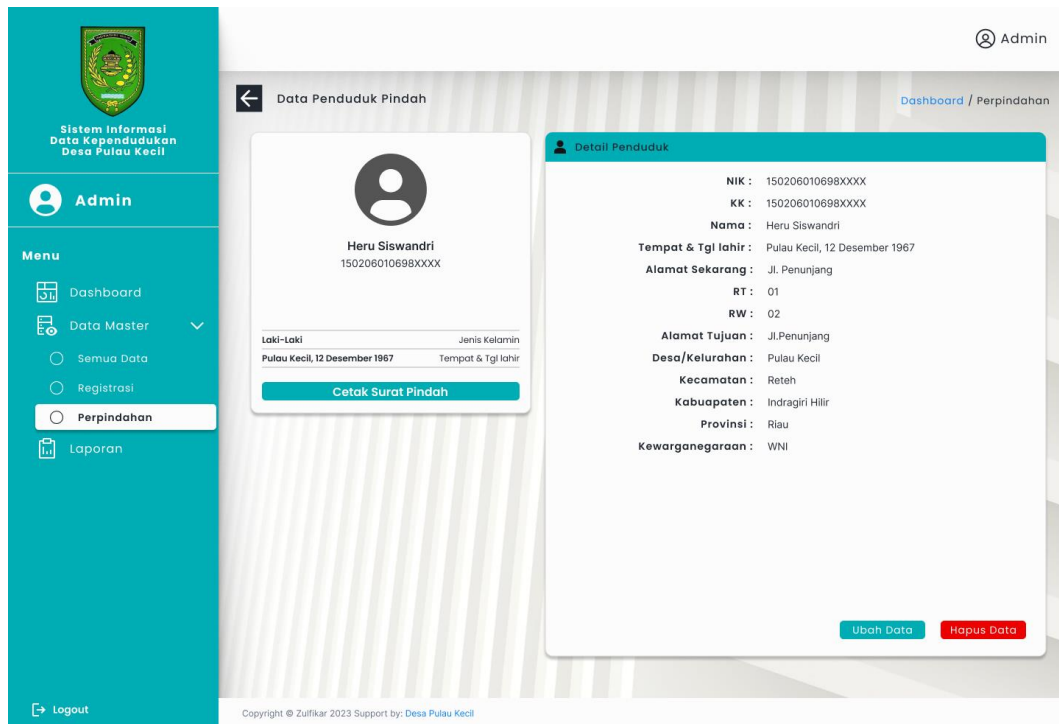 Sistem Informasi
Data Kependudukan
Desa Pulau Kecil
Admin
Menu
Dashboard
Data Master
Semua Data
Registrasi
Perpindahan
Laporan
Logout
Admin
Data Penduduk Pindah
Dashboard / Perpindahan
Heru Siswandri
150206010698XXXX
Laki-Laki Jenis Kelamin
Pulau Kecil, 12 Desember 1967 Tempat & Tgl lahir
Cetak Surat Pindah
Detail Penduduk
NIK : 150206010698XXXX
KK : 150206010698XXXX
Nama : Heru Siswandri
Tempat & Tgl lahir : Pulau Kecil, 12 Desember 1967
Alamat Sekarang : Jl. Penunjang
RT : 01
RW : 02
Alamat Tujuan : Jl.Penunjang
Desa/Kelurahan : Pulau Kecil
Kecamatan : Reteh
Kabuapaten : Indragiri Hilir
Provinsi : Riau
Kewarganegaraan : WNI
Ubah Data Hapus Data
Copyright © Zulfikar 2023 Support by: Desa Pulau Kecil